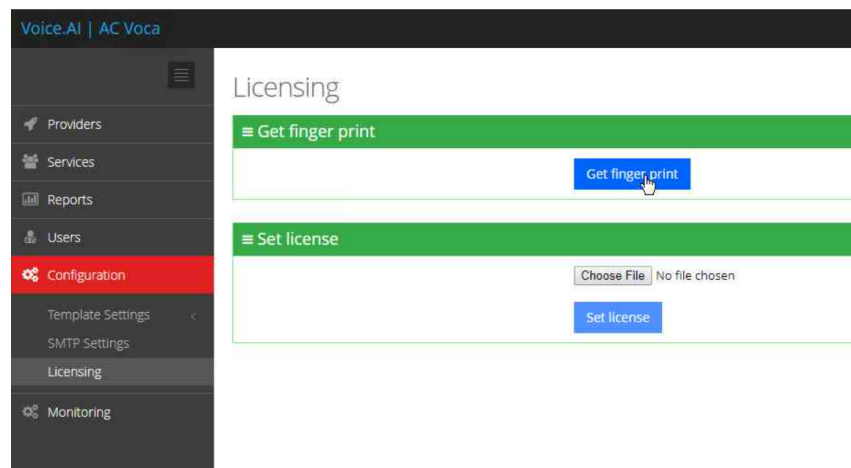 Voice.AI | AC Voca
Licensing
Providers
Get finger print
Services
Get finger print
Reports
Users
Set license
Configuration
Choose File No file chosen
Template Settings
Set license
SMTP Settings
Licensing
Monitoring